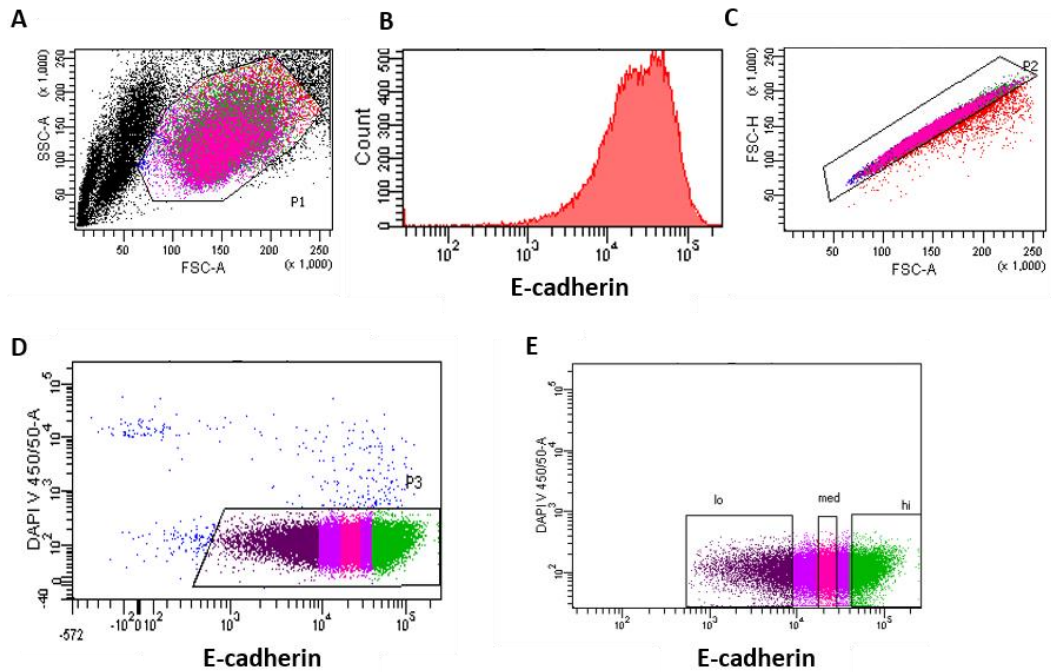 A
SSC-A
(x 1,000)
50 100 150 200 250
P1
50 100 150 200 250
FSC-A
(x 1,000)
B
Count
0 100 200 300 400 500
10^2 10^3 10^4 10^5
E-cadherin
C
FSC-H
(x 1,000)
50 100 150 200 250
P2
50 100 150 200 250
FSC-A
(x 1,000)
D
DAPI V 450/50-A
-40 0 10^2 10^3 10^4 10^5
P3
-572 -10^2 0 10^2 10^3 10^4 10^5
E-cadherin
E
DAPI V 450/50-A
10^2 10^3 10^4 10^5
lo
med
hi
10^2 10^3 10^4 10^5
E-cadherin